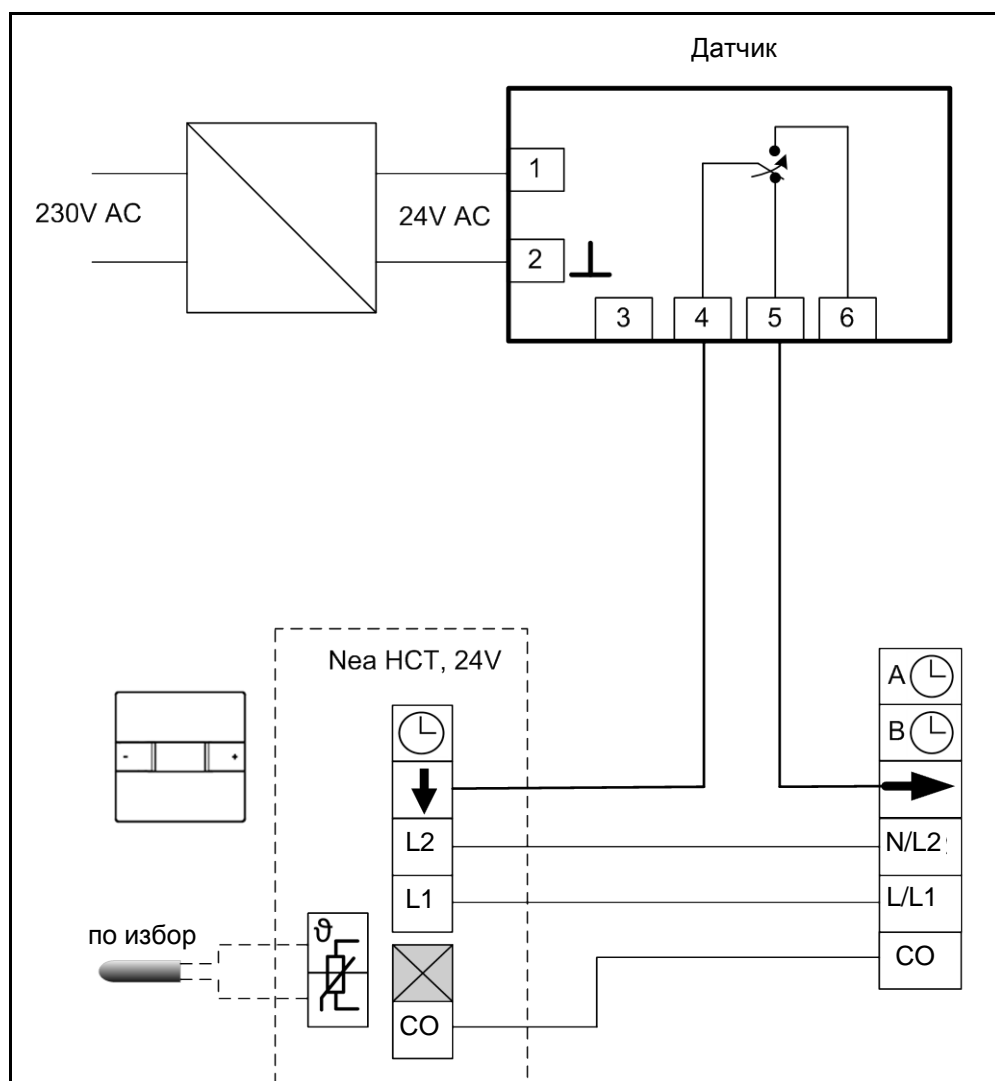 Датчик
230V AC
24V AC
1
2
3
4
5
6
Nea HCT, 24V
- +
L2
L1
CO
ϑ
по избор
A
B
N/L2
L/L1
CO